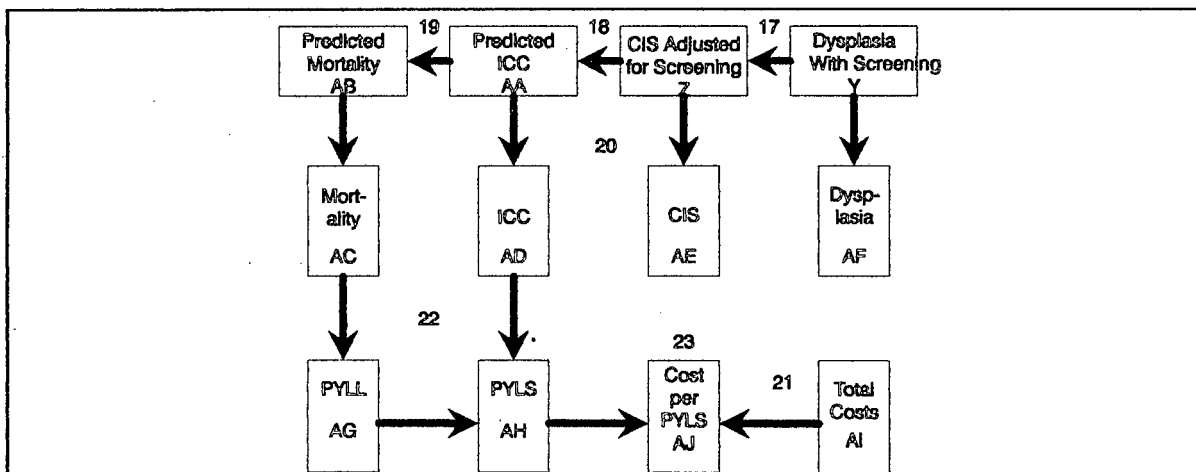 19
18
17
Predicted
Mortality
AB
Predicted
ICC
AA
CIS Adjusted
for Screening
Z
Dysplasia
With Screening
Y
20
Mort-
ality
AC
ICC
AD
CIS
AE
Dysp-
lasia
AF
22
23
21
PYLL
AG
PYLS
AH
Cost
per
PYLS
AJ
Total
Costs
AI